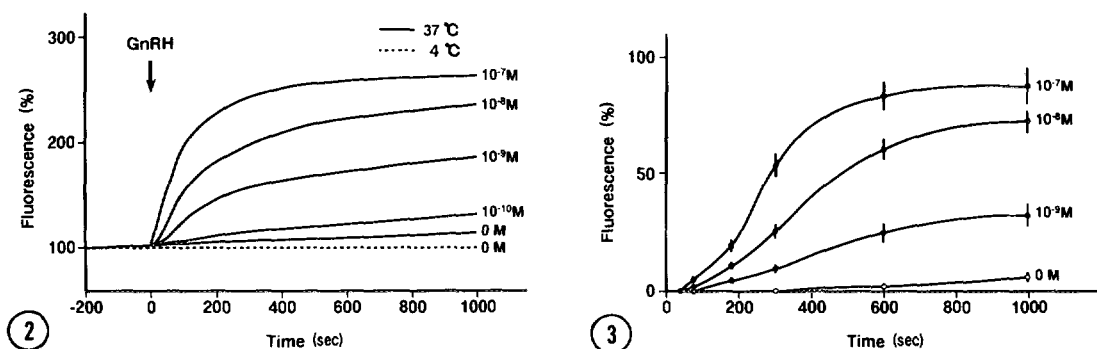 300
200
100
Fluorescence (%)
GnRH
37 ℃
4 ℃
10⁻⁷M
10⁻⁸M
10⁻⁹M
10⁻¹⁰M
0 M
0 M
-200 0 200 400 600 800 1000
Time (sec)
2
100
50
0
Fluorescence (%)
10⁻⁷M
10⁻⁸M
10⁻⁹M
0 M
0 200 400 600 800 1000
Time (sec)
3